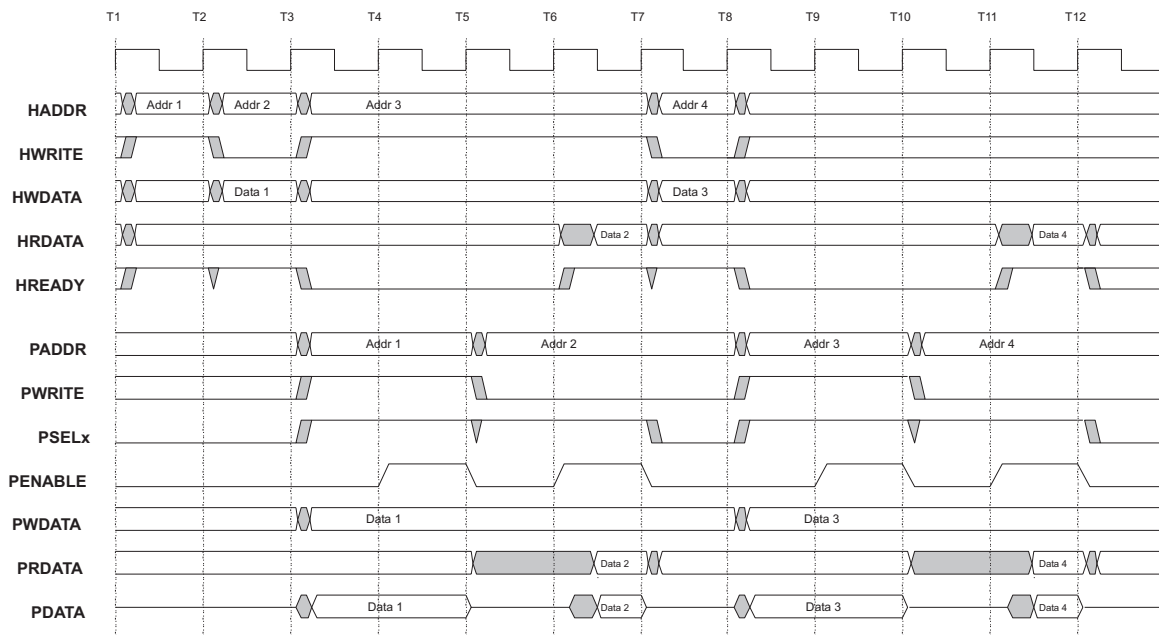 T1 T2 T3 T4 T5 T6 T7 T8 T9 T10 T11 T12
HADDR Addr 1 Addr 2 Addr 3 Addr 4
HWRITE
HWDATA Data 1 Data 3
HRDATA Data 2 Data 4
HREADY
PADDR Addr 1 Addr 2 Addr 3 Addr 4
PWRITE
PSELx
PENABLE
PWDATA Data 1 Data 3
PRDATA Data 2 Data 4
PDATA Data 1 Data 2 Data 3 Data 4